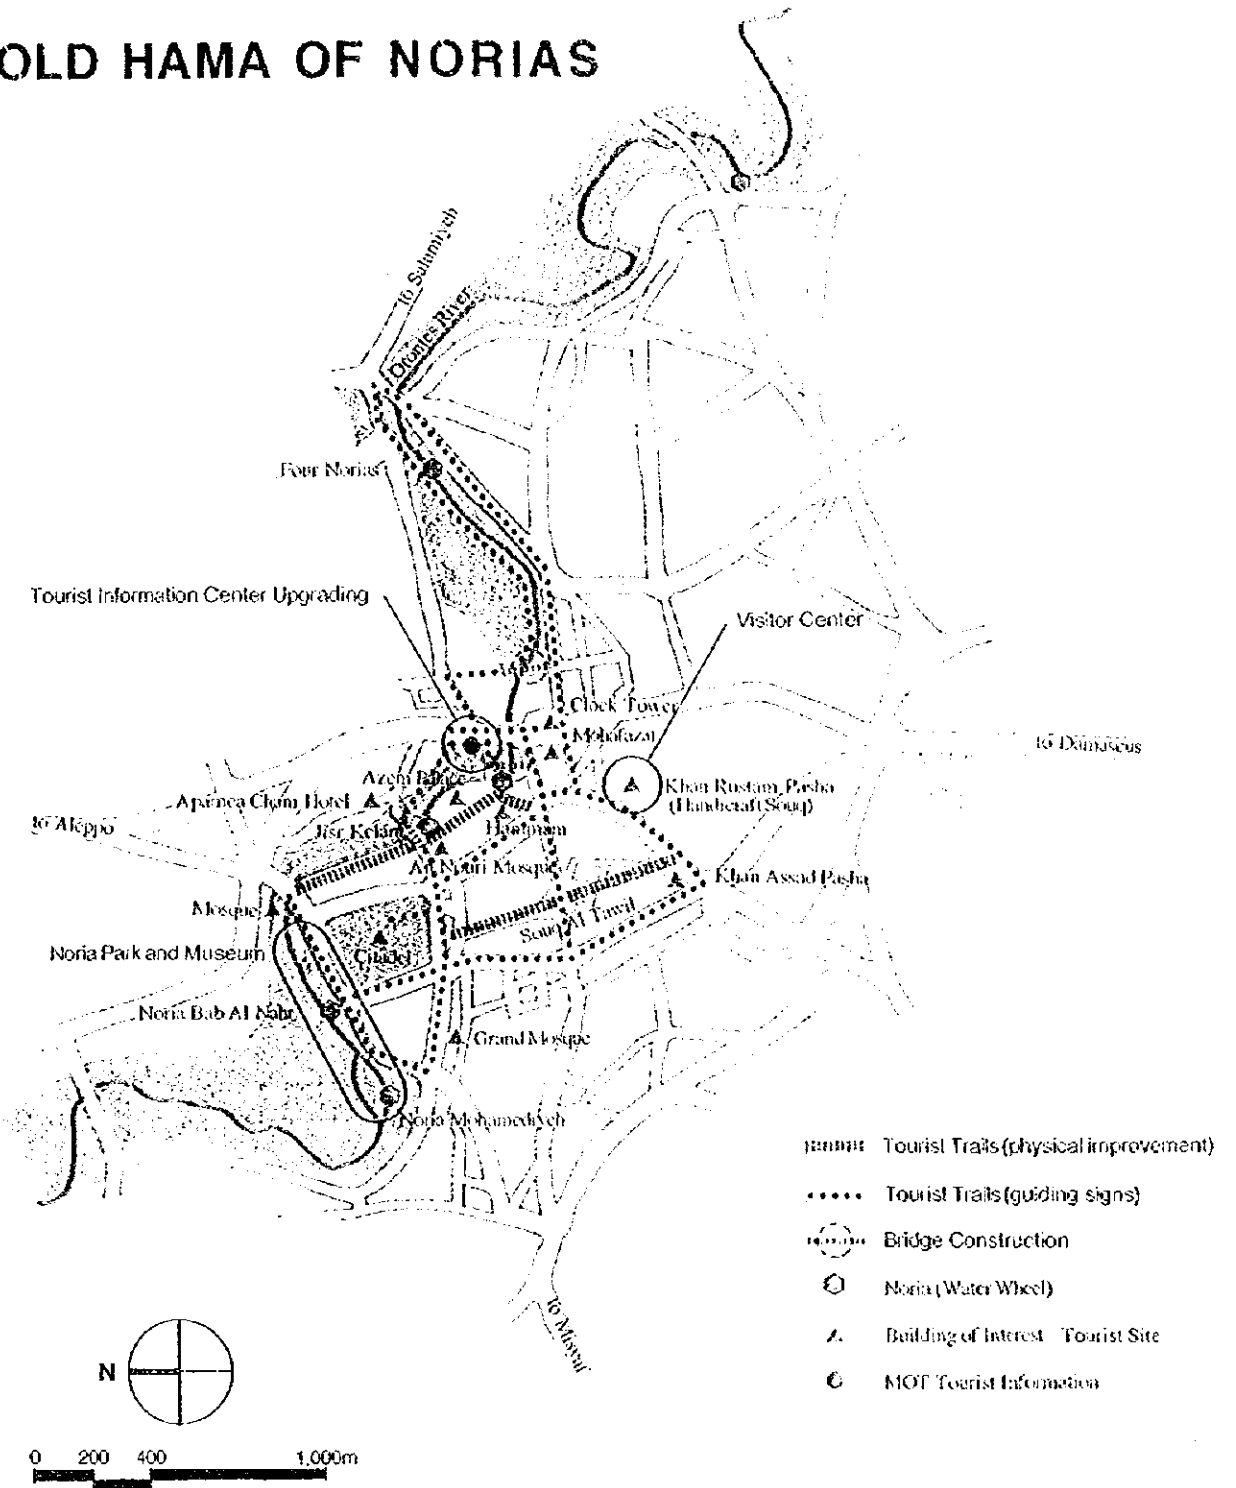 OLD HAMA OF NORIAS
to Salamiyeh
Orontes River
Four Norias
Tourist Information Center Upgrading
Visitor Center
Clock Tower
Mohafazat
to Damascus
Azem Palace
Khan Rustam Pasha
(Handicraft Souq)
Apamea Cham Hotel
to Aleppo
Jisr Kelani
Hammam
An Nouri Mosque
Khan Assad Pasha
Mosque
Souq Al Tawil
Noria Park and Museum
Citadel
Noria Bab Al Nahr
Grand Mosque
Noria Mohamediyeh
Tourist Trails (physical improvement)
Tourist Trails (guiding signs)
Bridge Construction
Noria (Water Wheel)
Building of Interest Tourist Site
MOT Tourist Information
to Misyaf
N
0 200 400 1,000m